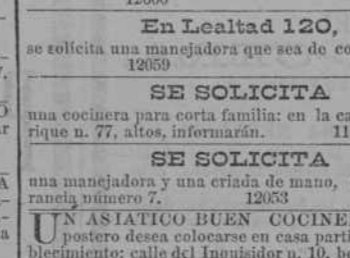 12060
En Lealtad 120,
se solicita una manejadora que sea de co
12059
SE SOLICITA
una cocinera para corta familia: en la ca
rique n. 77, altos, informarán. 11
SE SOLICITA
una manejadora y una criada de mano,
rancia número 7. 12053
UN ASIATICO BUEN COCINE
postero desea colocarse en casa parti
blecimiento: calle del Inquisidor n. 10, bo